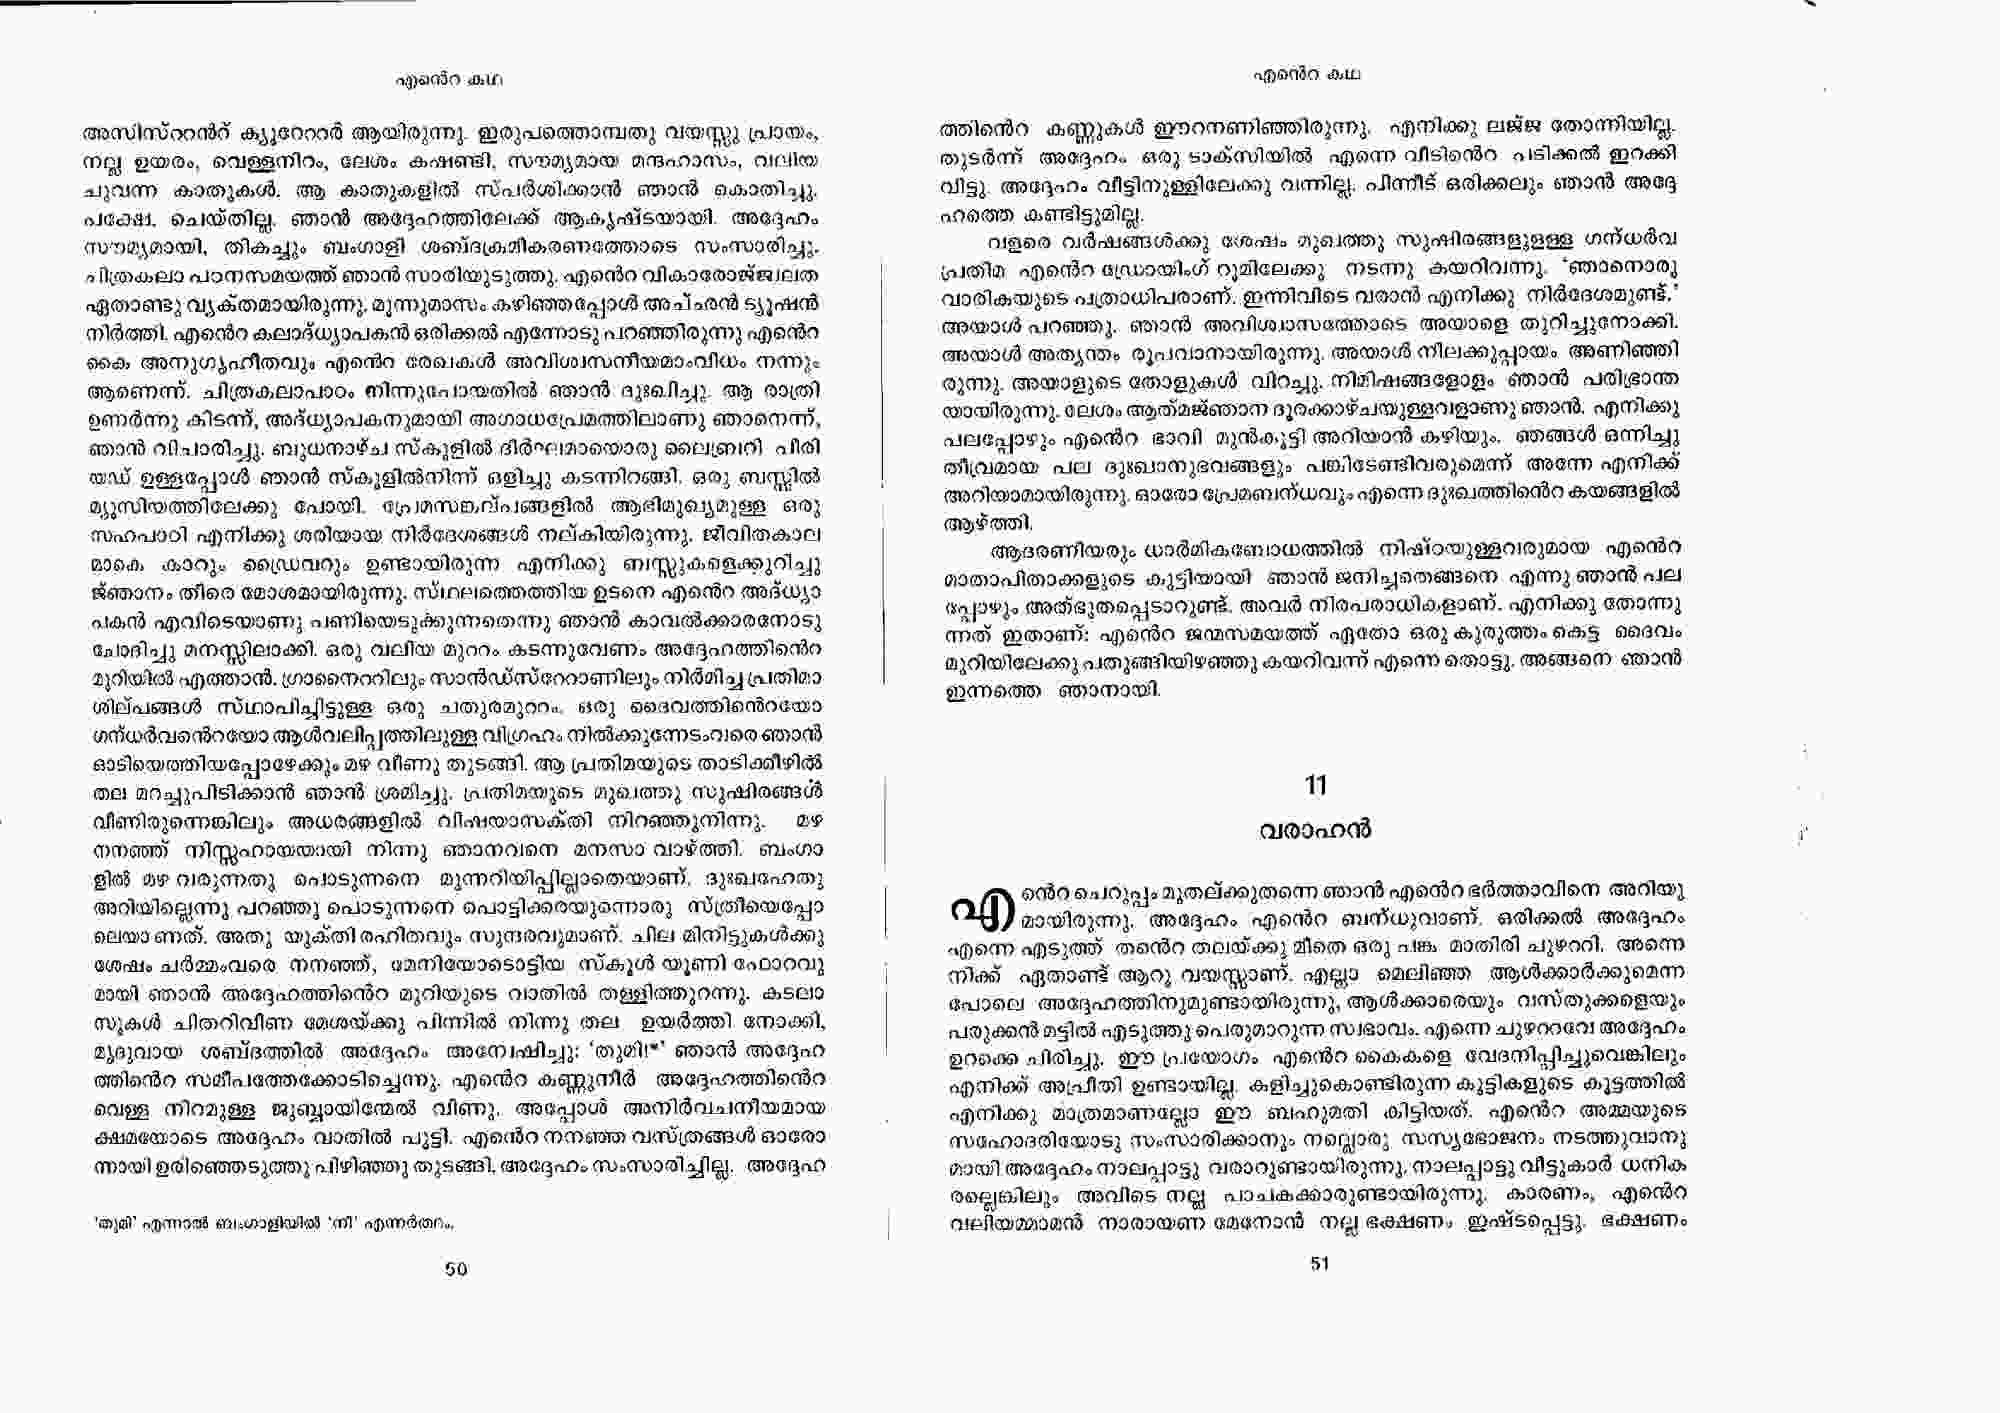 എന്റെ കഥ
അസിസ്റ്റന്റ് ക്യൂറേറ്റർ ആയിരുന്നു. ഇരുപത്തൊമ്പതു വയസ്സു പ്രായം,
നല്ല ഉയരം, വെള്ളനിറം, ലേശം കഷണ്ടി, സൗമ്യമായ മന്ദഹാസം, വലിയ
ചുവന്ന കാതുകൾ. ആ കാതുകളിൽ സ്പർശിക്കാൻ ഞാൻ കൊതിച്ചു.
പക്ഷേ, ചെയ്തില്ല. ഞാൻ അദ്ദേഹത്തിലേക്ക് ആകൃഷ്ടയായി. അദ്ദേഹം
സൗമ്യമായി, തികച്ചും ബംഗാളി ശബ്ദക്രമീകരണത്തോടെ സംസാരിച്ചു.
ചിത്രകലാ പഠനസമയത്ത് ഞാൻ സാരിയുടുത്തു. എന്റെ വികാരോജ്ജ്വലത
ഏതാണ്ടു വ്യക്തമായിരുന്നു. മൂന്നുമാസം കഴിഞ്ഞപ്പോൾ അച്ഛൻ ട്യൂഷൻ
നിർത്തി. എന്റെ കലാദ്ധ്യാപകൻ ഒരിക്കൽ എന്നോടു പറഞ്ഞിരുന്നു എന്റെ
കൈ അനുഗൃഹീതവും എന്റെ രേഖകൾ അവിശ്വസനീയമാംവിധം നന്നും
ആണെന്ന്. ചിത്രകലാപാഠം നിന്നുപോയതിൽ ഞാൻ ദുഃഖിച്ചു. ആ രാത്രി
ഉണർന്നു കിടന്ന്, അദ്ധ്യാപകനുമായി അഗാധപ്രേമത്തിലാണു ഞാനെന്ന്,
ഞാൻ വിചാരിച്ചു. ബുധനാഴ്ച സ്കൂളിൽ ദീർഘമായൊരു ലൈബ്രറി പീരി
യഡ് ഉള്ളപ്പോൾ ഞാൻ സ്കൂളിൽനിന്ന് ഒളിച്ചു കടന്നിറങ്ങി. ഒരു ബസ്സിൽ
മ്യൂസിയത്തിലേക്കു പോയി. പ്രേമസങ്കല്പങ്ങളിൽ ആഭിമുഖ്യമുള്ള ഒരു
സഹപാഠി എനിക്കു ശരിയായ നിർദേശങ്ങൾ നല്കിയിരുന്നു. ജീവിതകാല
മാകെ കാറും ഡ്രൈവറും ഉണ്ടായിരുന്ന എനിക്കു ബസ്സുകളെക്കുറിച്ചു
ജ്ഞാനം തീരെ മോശമായിരുന്നു. സ്ഥലത്തെത്തിയ ഉടനെ എന്റെ അദ്ധ്യാ
പകൻ എവിടെയാണു പണിയെടുക്കുന്നതെന്നു ഞാൻ കാവൽക്കാരനോടു
ചോദിച്ചു മനസ്സിലാക്കി. ഒരു വലിയ മുറ്റം കടന്നുവേണം അദ്ദേഹത്തിന്റെ
മുറിയിൽ എത്താൻ. ഗ്രാനൈറ്റിലും സാൻഡ്സ്റ്റോണിലും നിർമിച്ച പ്രതിമാ
ശില്പങ്ങൾ സ്ഥാപിച്ചിട്ടുള്ള ഒരു ചതുരമുറ്റം. ഒരു ദൈവത്തിന്റെയോ
ഗന്ധർവന്റെയോ ആൾവലിപ്പത്തിലുള്ള വിഗ്രഹം നിൽക്കുന്നേടംവരെ ഞാൻ
ഓടിയെത്തിയപ്പോഴേക്കും മഴ വീണു തുടങ്ങി. ആ പ്രതിമയുടെ താടിക്കീഴിൽ
തല മറച്ചുപിടിക്കാൻ ഞാൻ ശ്രമിച്ചു. പ്രതിമയുടെ മുഖത്തു സുഷിരങ്ങൾ
വീണിരുന്നെങ്കിലും അധരങ്ങളിൽ വിഷയാസക്തി നിറഞ്ഞുനിന്നു. മഴ
നനഞ്ഞ് നിസ്സഹായയായി നിന്നു ഞാനവനെ മനസാ വാഴ്ത്തി. ബംഗാ
ളിൽ മഴ വരുന്നതു പൊടുന്നനെ മുന്നറിയിപ്പില്ലാതെയാണ്. ദുഃഖഹേതു
അറിയില്ലെന്നു പറഞ്ഞു പൊടുന്നനെ പൊട്ടിക്കരയുന്നൊരു സ്ത്രീയെപ്പോ
ലെയാണത്. അതു യുക്തിരഹിതവും സുന്ദരവുമാണ്. ചില മിനിട്ടുകൾക്കു
ശേഷം ചർമ്മംവരെ നനഞ്ഞ്, മേനിയോടൊട്ടിയ സ്കൂൾ യൂണിഫോറവു
മായി ഞാൻ അദ്ദേഹത്തിന്റെ മുറിയുടെ വാതിൽ തള്ളിത്തുറന്നു. കടലാ
സുകൾ ചിതറിവീണ മേശയ്ക്കു പിന്നിൽ നിന്നു തല ഉയർത്തി നോക്കി,
മൃദുവായ ശബ്ദത്തിൽ അദ്ദേഹം അന്വേഷിച്ചു: 'തുമി!*' ഞാൻ അദ്ദേഹ
ത്തിന്റെ സമീപത്തേക്കോടിച്ചെന്നു. എന്റെ കണ്ണുനീർ അദ്ദേഹത്തിന്റെ
വെള്ള നിറമുള്ള ജുബ്ബായിന്മേൽ വീണു. അപ്പോൾ അനിർവചനീയമായ
ക്ഷമയോടെ അദ്ദേഹം വാതിൽ പൂട്ടി. എന്റെ നനഞ്ഞ വസ്ത്രങ്ങൾ ഓരോ
ന്നായി ഉരിഞ്ഞെടുത്തു പിഴിഞ്ഞു തുടങ്ങി. അദ്ദേഹം സംസാരിച്ചില്ല. അദ്ദേഹ
'തുമി' എന്നാൽ ബംഗാളിയിൽ 'നീ' എന്നർത്ഥം.
50
എന്റെ കഥ
ത്തിന്റെ കണ്ണുകൾ ഈറനണിഞ്ഞിരുന്നു. എനിക്കു ലജ്ജ തോന്നിയില്ല.
തുടർന്ന് അദ്ദേഹം ഒരു ടാക്സിയിൽ എന്നെ വീടിന്റെ പടിക്കൽ ഇറക്കി
വിട്ടു. അദ്ദേഹം വീട്ടിനുള്ളിലേക്കു വന്നില്ല. പിന്നീട് ഒരിക്കലും ഞാൻ അദ്ദേ
ഹത്തെ കണ്ടിട്ടുമില്ല.
വളരെ വർഷങ്ങൾക്കു ശേഷം മുഖത്തു സുഷിരങ്ങളുളള ഗന്ധർവ
പ്രതിമ എന്റെ ഡ്രോയിംഗ് റൂമിലേക്കു നടന്നു കയറിവന്നു. 'ഞാനൊരു
വാരികയുടെ പത്രാധിപരാണ്. ഇന്നിവിടെ വരാൻ എനിക്കു നിർദേശമുണ്ട്.'
അയാൾ പറഞ്ഞു. ഞാൻ അവിശ്വാസത്തോടെ അയാളെ തുറിച്ചുനോക്കി.
അയാൾ അത്യന്തം രൂപവാനായിരുന്നു. അയാൾ നീലക്കുപ്പായം അണിഞ്ഞി
രുന്നു. അയാളുടെ തോളുകൾ വിറച്ചു. നിമിഷങ്ങളോളം ഞാൻ പരിഭ്രാന്ത
യായിരുന്നു. ലേശം ആത്മജ്ഞാന ദൂരക്കാഴ്ചയുള്ളവളാണു ഞാൻ. എനിക്കു
പലപ്പോഴും എന്റെ ഭാവി മുൻകൂട്ടി അറിയാൻ കഴിയും. ഞങ്ങൾ ഒന്നിച്ചു
തീവ്രമായ പല ദുഃഖാനുഭവങ്ങളും പങ്കിടേണ്ടിവരുമെന്ന് അന്നേ എനിക്ക്
അറിയാമായിരുന്നു. ഓരോ പ്രേമബന്ധവും എന്നെ ദുഃഖത്തിന്റെ കയങ്ങളിൽ
ആഴ്ത്തി.
ആദരണീയരും ധാർമികബോധത്തിൽ നിഷ്ഠയുള്ളവരുമായ എന്റെ
മാതാപിതാക്കളുടെ കുട്ടിയായി ഞാൻ ജനിച്ചതെങ്ങനെ എന്നു ഞാൻ പല
പ്പോഴും അത്ഭുതപ്പെടാറുണ്ട്. അവർ നിരപരാധികളാണ്. എനിക്കു തോന്നു
ന്നത് ഇതാണ്: എന്റെ ജന്മസമയത്ത് ഏതോ ഒരു കുരുത്തം കെട്ട ദൈവം
മുറിയിലേക്കു പതുങ്ങിയിഴഞ്ഞു കയറിവന്ന് എന്നെ തൊട്ടു. അങ്ങനെ ഞാൻ
ഇന്നത്തെ ഞാനായി.
11
വരാഹൻ
എന്റെ ചെറുപ്പം മുതല്ക്കുതന്നെ ഞാൻ എന്റെ ഭർത്താവിനെ അറിയു
മായിരുന്നു. അദ്ദേഹം എന്റെ ബന്ധുവാണ്. ഒരിക്കൽ അദ്ദേഹം
എന്നെ എടുത്ത് തന്റെ തലയ്ക്കു മീതെ ഒരു പങ്ക മാതിരി ചുഴറ്റി. അന്നെ
നിക്ക് ഏതാണ്ട് ആറു വയസ്സാണ്. എല്ലാ മെലിഞ്ഞ ആൾക്കാർക്കുമെന്ന
പോലെ അദ്ദേഹത്തിനുമുണ്ടായിരുന്നു, ആൾക്കാരെയും വസ്തുക്കളെയും
പരുക്കൻ മട്ടിൽ എടുത്തു പെരുമാറുന്ന സ്വഭാവം. എന്നെ ചുഴറ്റവേ അദ്ദേഹം
ഉറക്കെ ചിരിച്ചു. ഈ പ്രയോഗം എന്റെ കൈകളെ വേദനിപ്പിച്ചുവെങ്കിലും
എനിക്ക് അപ്രീതി ഉണ്ടായില്ല. കളിച്ചുകൊണ്ടിരുന്ന കുട്ടികളുടെ കൂട്ടത്തിൽ
എനിക്കു മാത്രമാണല്ലോ ഈ ബഹുമതി കിട്ടിയത്. എന്റെ അമ്മയുടെ
സഹോദരിയോടു സംസാരിക്കാനും നല്ലൊരു സസ്യഭോജനം നടത്തുവാനു
മായി അദ്ദേഹം നാലപ്പാട്ടു വരാറുണ്ടായിരുന്നു. നാലപ്പാട്ടു വീട്ടുകാർ ധനിക
രല്ലെങ്കിലും അവിടെ നല്ല പാചകക്കാരുണ്ടായിരുന്നു. കാരണം, എന്റെ
വലിയമ്മാമൻ നാരായണ മേനോൻ നല്ല ഭക്ഷണം ഇഷ്ടപ്പെട്ടു. ഭക്ഷണം
51